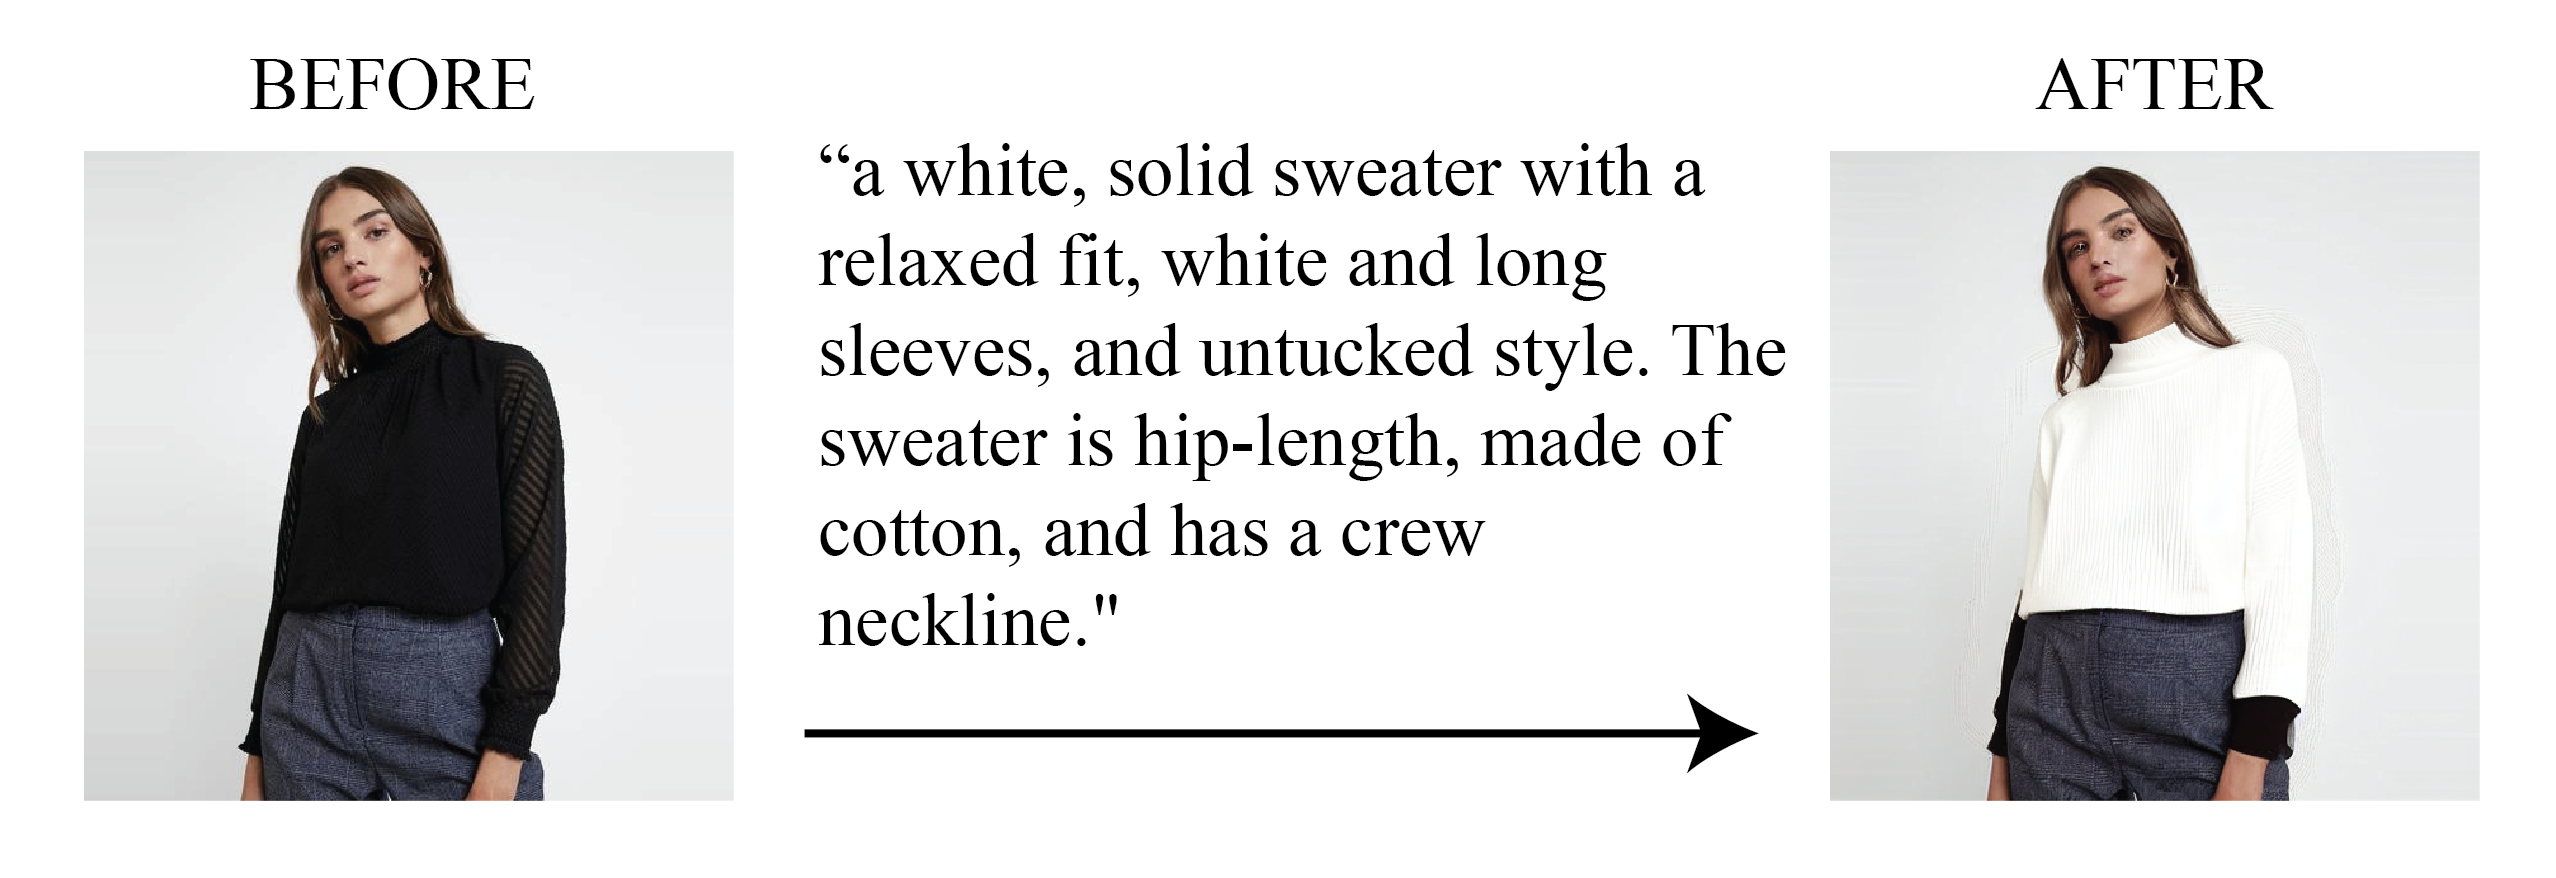 BEFORE
AFTER
“a white, solid sweater with a
relaxed fit, white and long
sleeves, and untucked style. The
sweater is hip-length, made of
cotton, and has a crew
neckline."